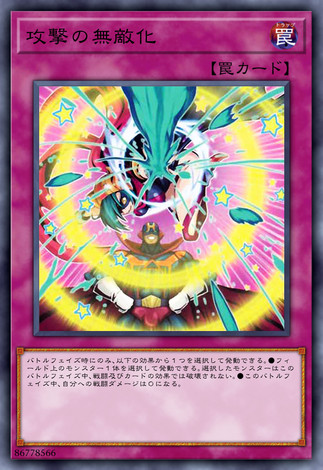 攻撃の無敵化
トラップ
罠
【罠カード】
バトルフェイズ時にのみ、以下の効果から１つを選択して発動できる。●フィ
ールド上のモンスター１体を選択して発動できる。選択したモンスターはこの
バトルフェイズ中、戦闘及びカードの効果では破壊されない。●このバトルフ
ェイズ中、自分への戦闘ダメージは０になる。
86778566